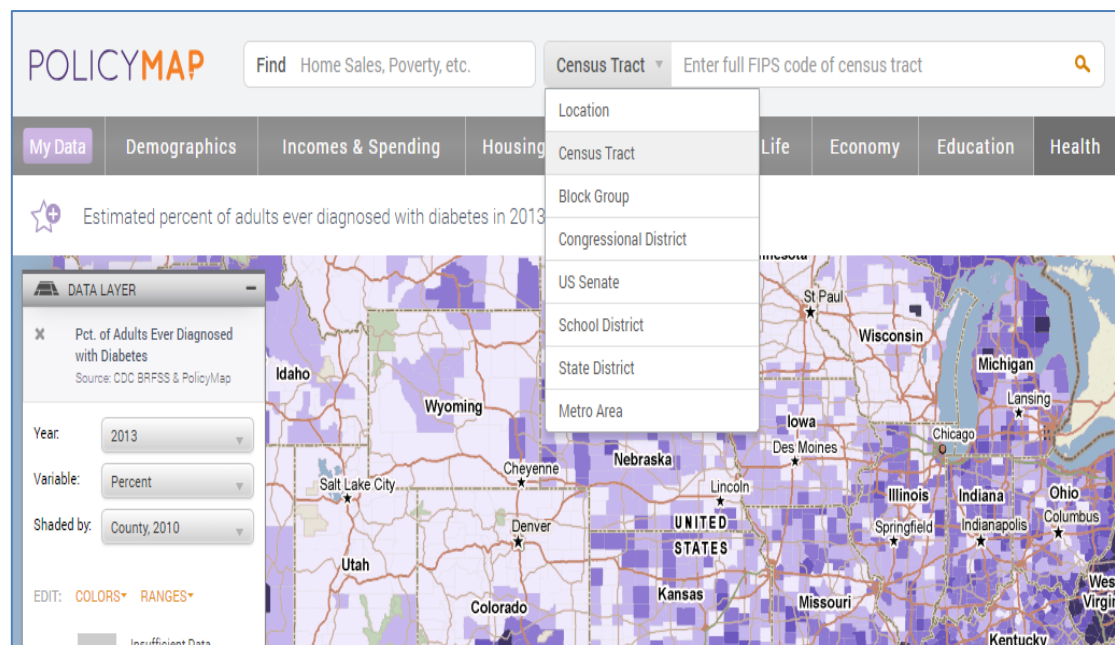 POLICYMAP
Find Home Sales, Poverty, etc.
Census Tract Enter full FIPS code of census tract
Location
Census Tract
Block Group
Congressional District
US Senate
School District
State District
Metro Area
My Data Demographics Incomes & Spending Housing Life Economy Education Health
Estimated percent of adults ever diagnosed with diabetes in 2013
DATA LAYER
Pct. of Adults Ever Diagnosed
with Diabetes
Source: CDC BRFSS & PolicyMap
Year: 2013
Variable: Percent
Shaded by: County, 2010
EDIT: COLORS RANGES
Insufficient Data
St Paul
Wisconsin
Michigan
Lansing
Idaho
Wyoming
Iowa
Chicago
Des Moines
Nebraska
Cheyenne
Salt Lake City
Lincoln
Illinois Indiana Ohio
Columbus
Denver
UNITED
STATES
Springfield Indianapolis
Utah
Kansas
Missouri
West
Virgin
Colorado
Kentucky